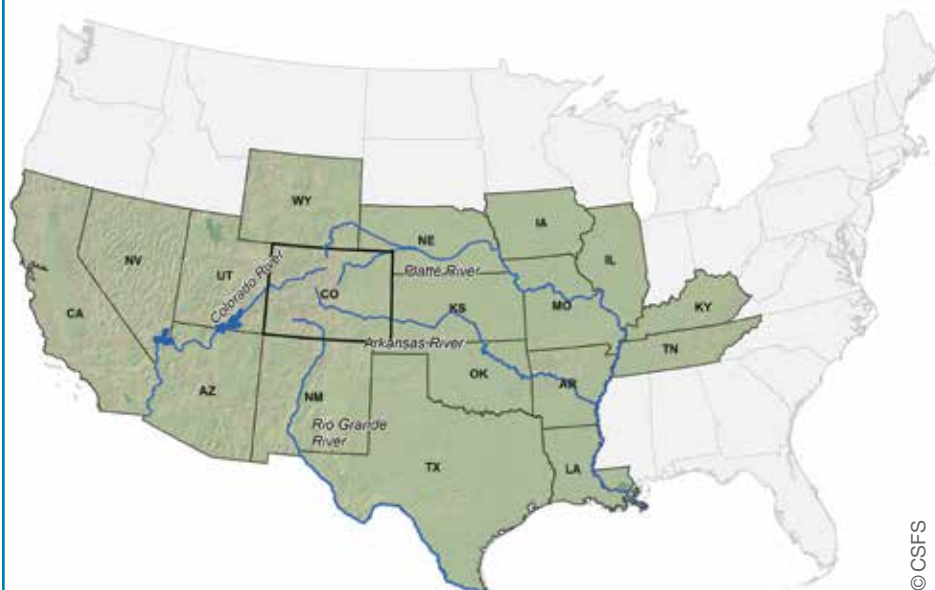 WY
IA
NE
IL
NV
UT
Colorado River
Platte River
CO
CA
KS
MO
KY
Arkansas River
TN
OK
AZ
NM
AR
Rio Grande
River
TX
LA
© CSFS